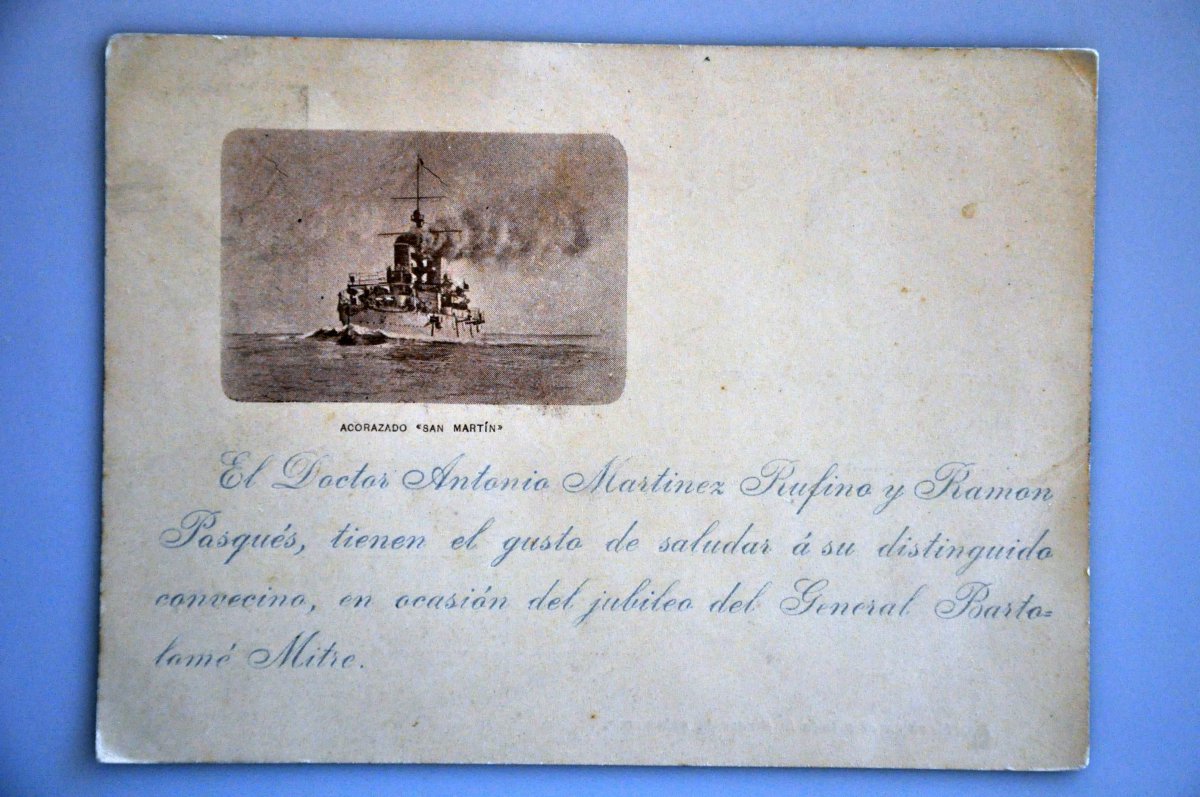 ACORAZADO «SAN MARTÍN»
El Doctor Antonio Martinez Rufino y Ramon
Pasqués, tienen el gusto de saludar á su distinguido
convecino, en ocasión del jubileo del General Barto=
lomé Mitre.